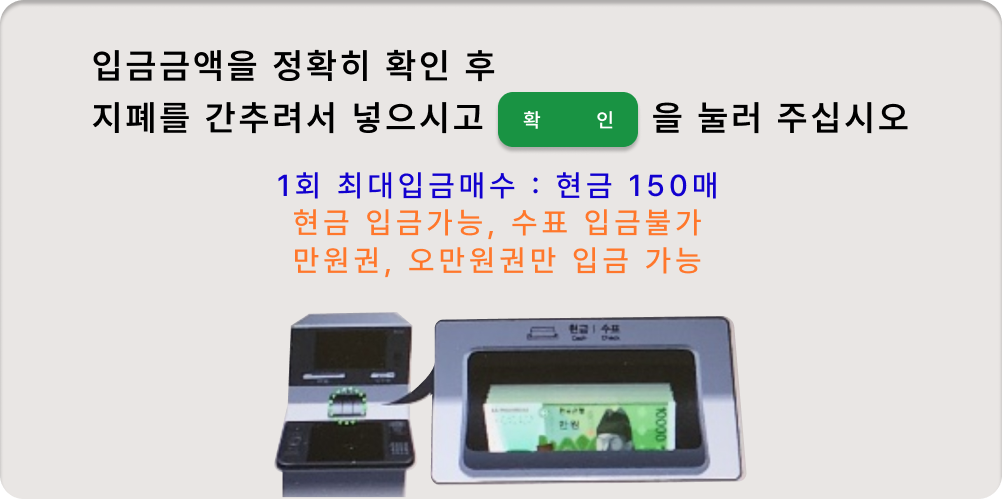 입금금액을 정확히 확인 후
지폐를 간추려서 넣으시고 확 인 을 눌러 주십시오
1회 최대입금매수 : 현금 150매
현금 입금가능, 수표 입금불가
만원권, 오만원권만 입금 가능
현금 | 수표
Cash Check
한국은행
만원
10000